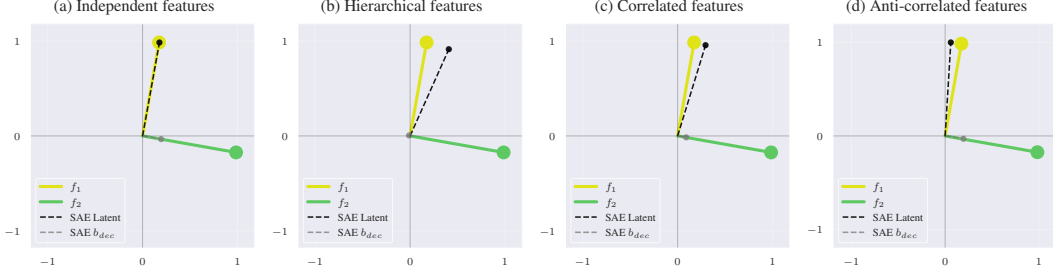 (a) Independent features
1
0
−1
f1
f2
SAE Latent
SAE bdec
−1
0
1
(b) Hierarchical features
1
0
−1
f1
f2
SAE Latent
SAE bdec
−1
0
1
(c) Correlated features
1
0
−1
f1
f2
SAE Latent
SAE bdec
−1
0
1
(d) Anti-correlated features
1
0
−1
f1
f2
SAE Latent
SAE bdec
−1
0
1